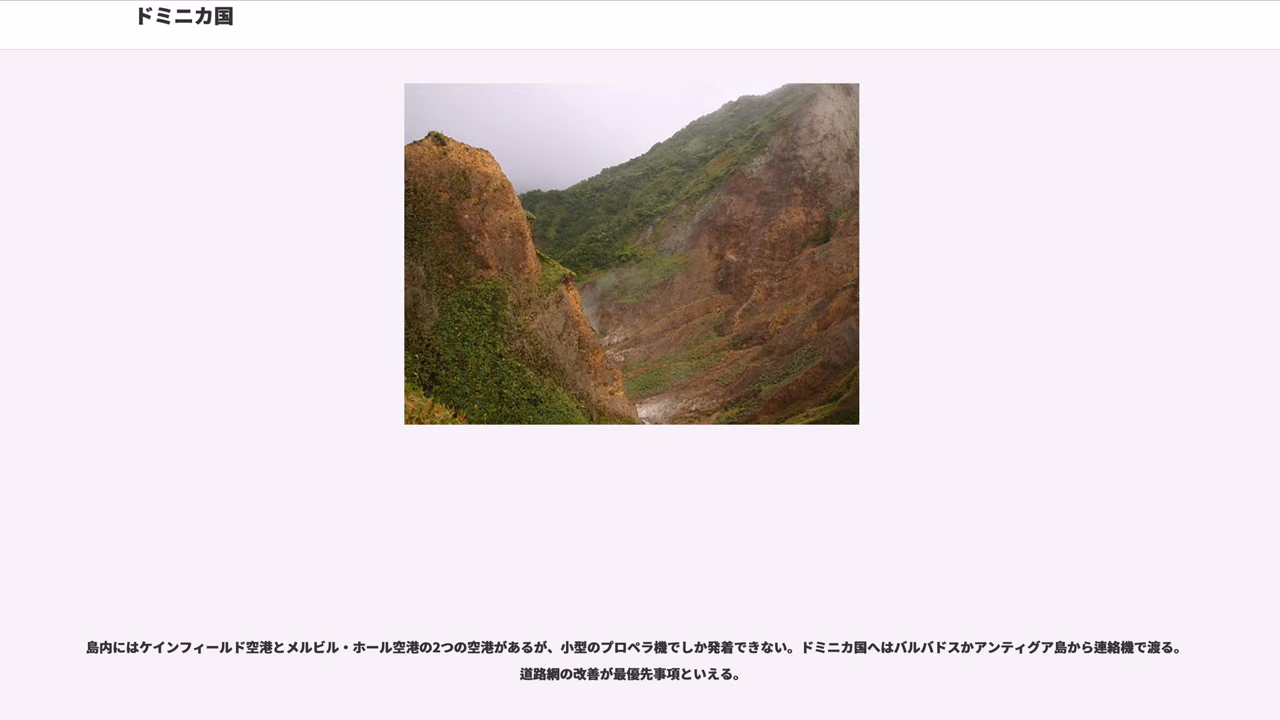 ドミニカ国
島内にはケインフィールド空港とメルビル・ホール空港の2つの空港があるが、小型のプロペラ機でしか発着できない。ドミニカ国へはバルバドスかアンティグア島から連絡機で渡る。
道路網の改善が最優先事項といえる。